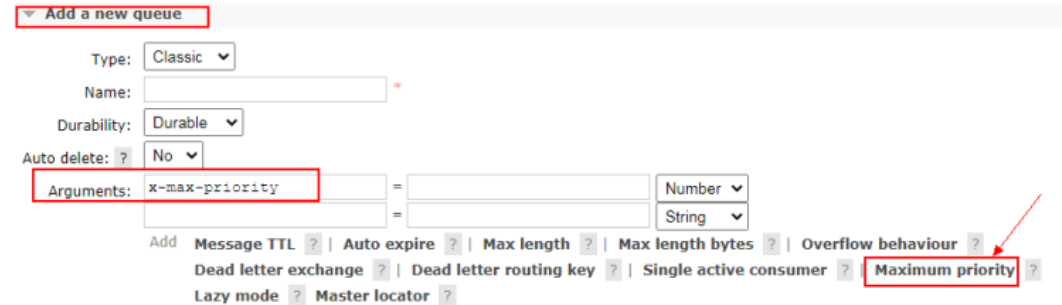 Add a new queue
Type: Classic
Name: *
Durability: Durable
Auto delete: ? No
Arguments: x-max-priority = Number
= String
Add Message TTL ? | Auto expire ? | Max length ? | Max length bytes ? | Overflow behaviour ?
Dead letter exchange ? | Dead letter routing key ? | Single active consumer ? | Maximum priority ?
Lazy mode ? Master locator ?